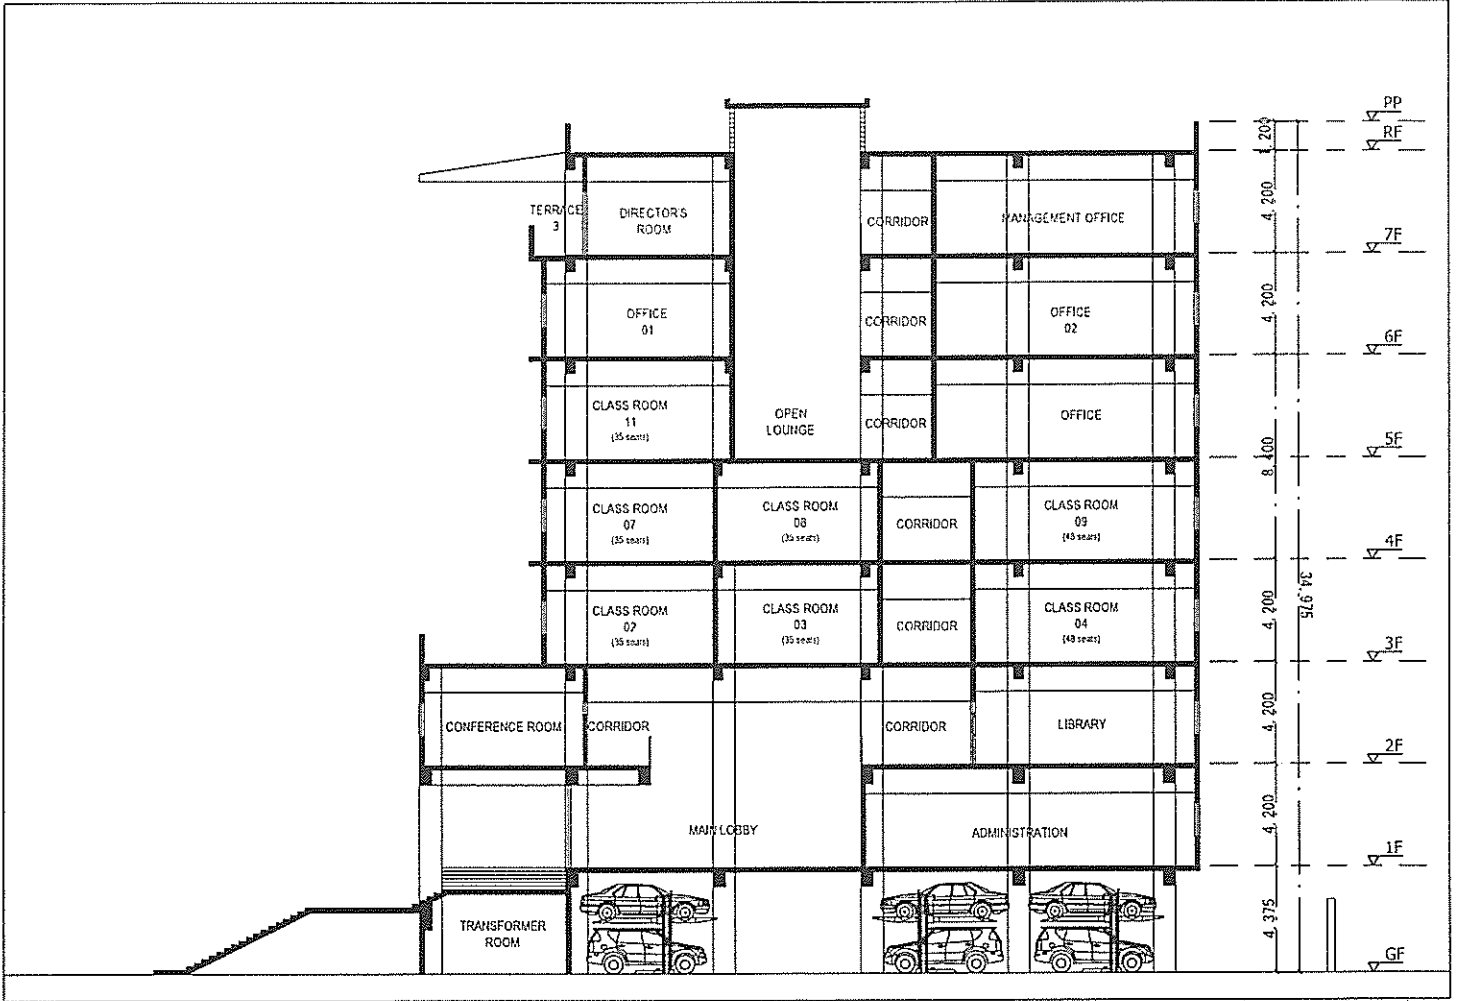 PP
1,200
RF
4,200
TERRACE
3
DIRECTOR'S
ROOM
CORRIDOR
MANAGEMENT OFFICE
7F
4,200
OFFICE
01
CORRIDOR
OFFICE
02
6F
CLASS ROOM
11
(35 seats)
OPEN
LOUNGE
CORRIDOR
OFFICE
5F
8,400
CLASS ROOM
07
(35 seats)
CLASS ROOM
08
(35 seats)
CORRIDOR
CLASS ROOM
09
(48 seats)
4F
34,975
CLASS ROOM
02
(35 seats)
CLASS ROOM
03
(35 seats)
CORRIDOR
CLASS ROOM
04
(48 seats)
4,200
3F
CONFERENCE ROOM
CORRIDOR
CORRIDOR
LIBRARY
4,200
2F
MAIN LOBBY
ADMINISTRATION
4,200
1F
TRANSFORMER
ROOM
4,375
GF